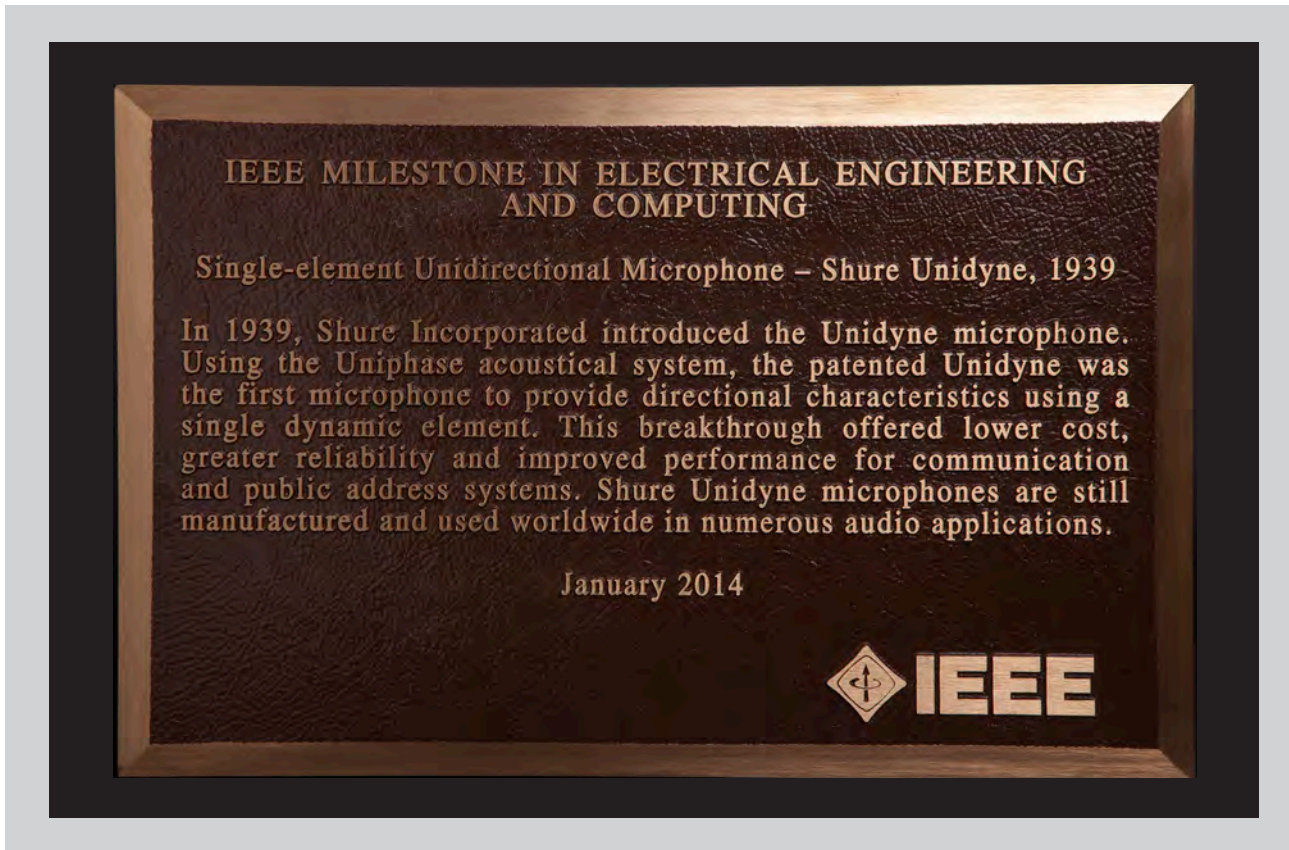 IEEE MILESTONE IN ELECTRICAL ENGINEERING
AND COMPUTING
Single-element Unidirectional Microphone – Shure Unidyne, 1939
In 1939, Shure Incorporated introduced the Unidyne microphone.
Using the Uniphase acoustical system, the patented Unidyne was
the first microphone to provide directional characteristics using a
single dynamic element. This breakthrough offered lower cost,
greater reliability and improved performance for communication
and public address systems. Shure Unidyne microphones are still
manufactured and used worldwide in numerous audio applications.
January 2014
IEEE